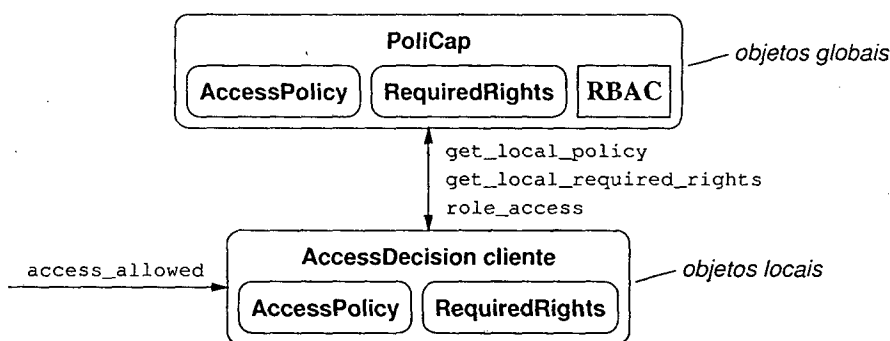 PoliCap
objetos globais
AccessPolicy
RequiredRights
RBAC
get_local_policy
get_local_required_rights
role_access
access_allowed
AccessDecision cliente
objetos locais
AccessPolicy
RequiredRights